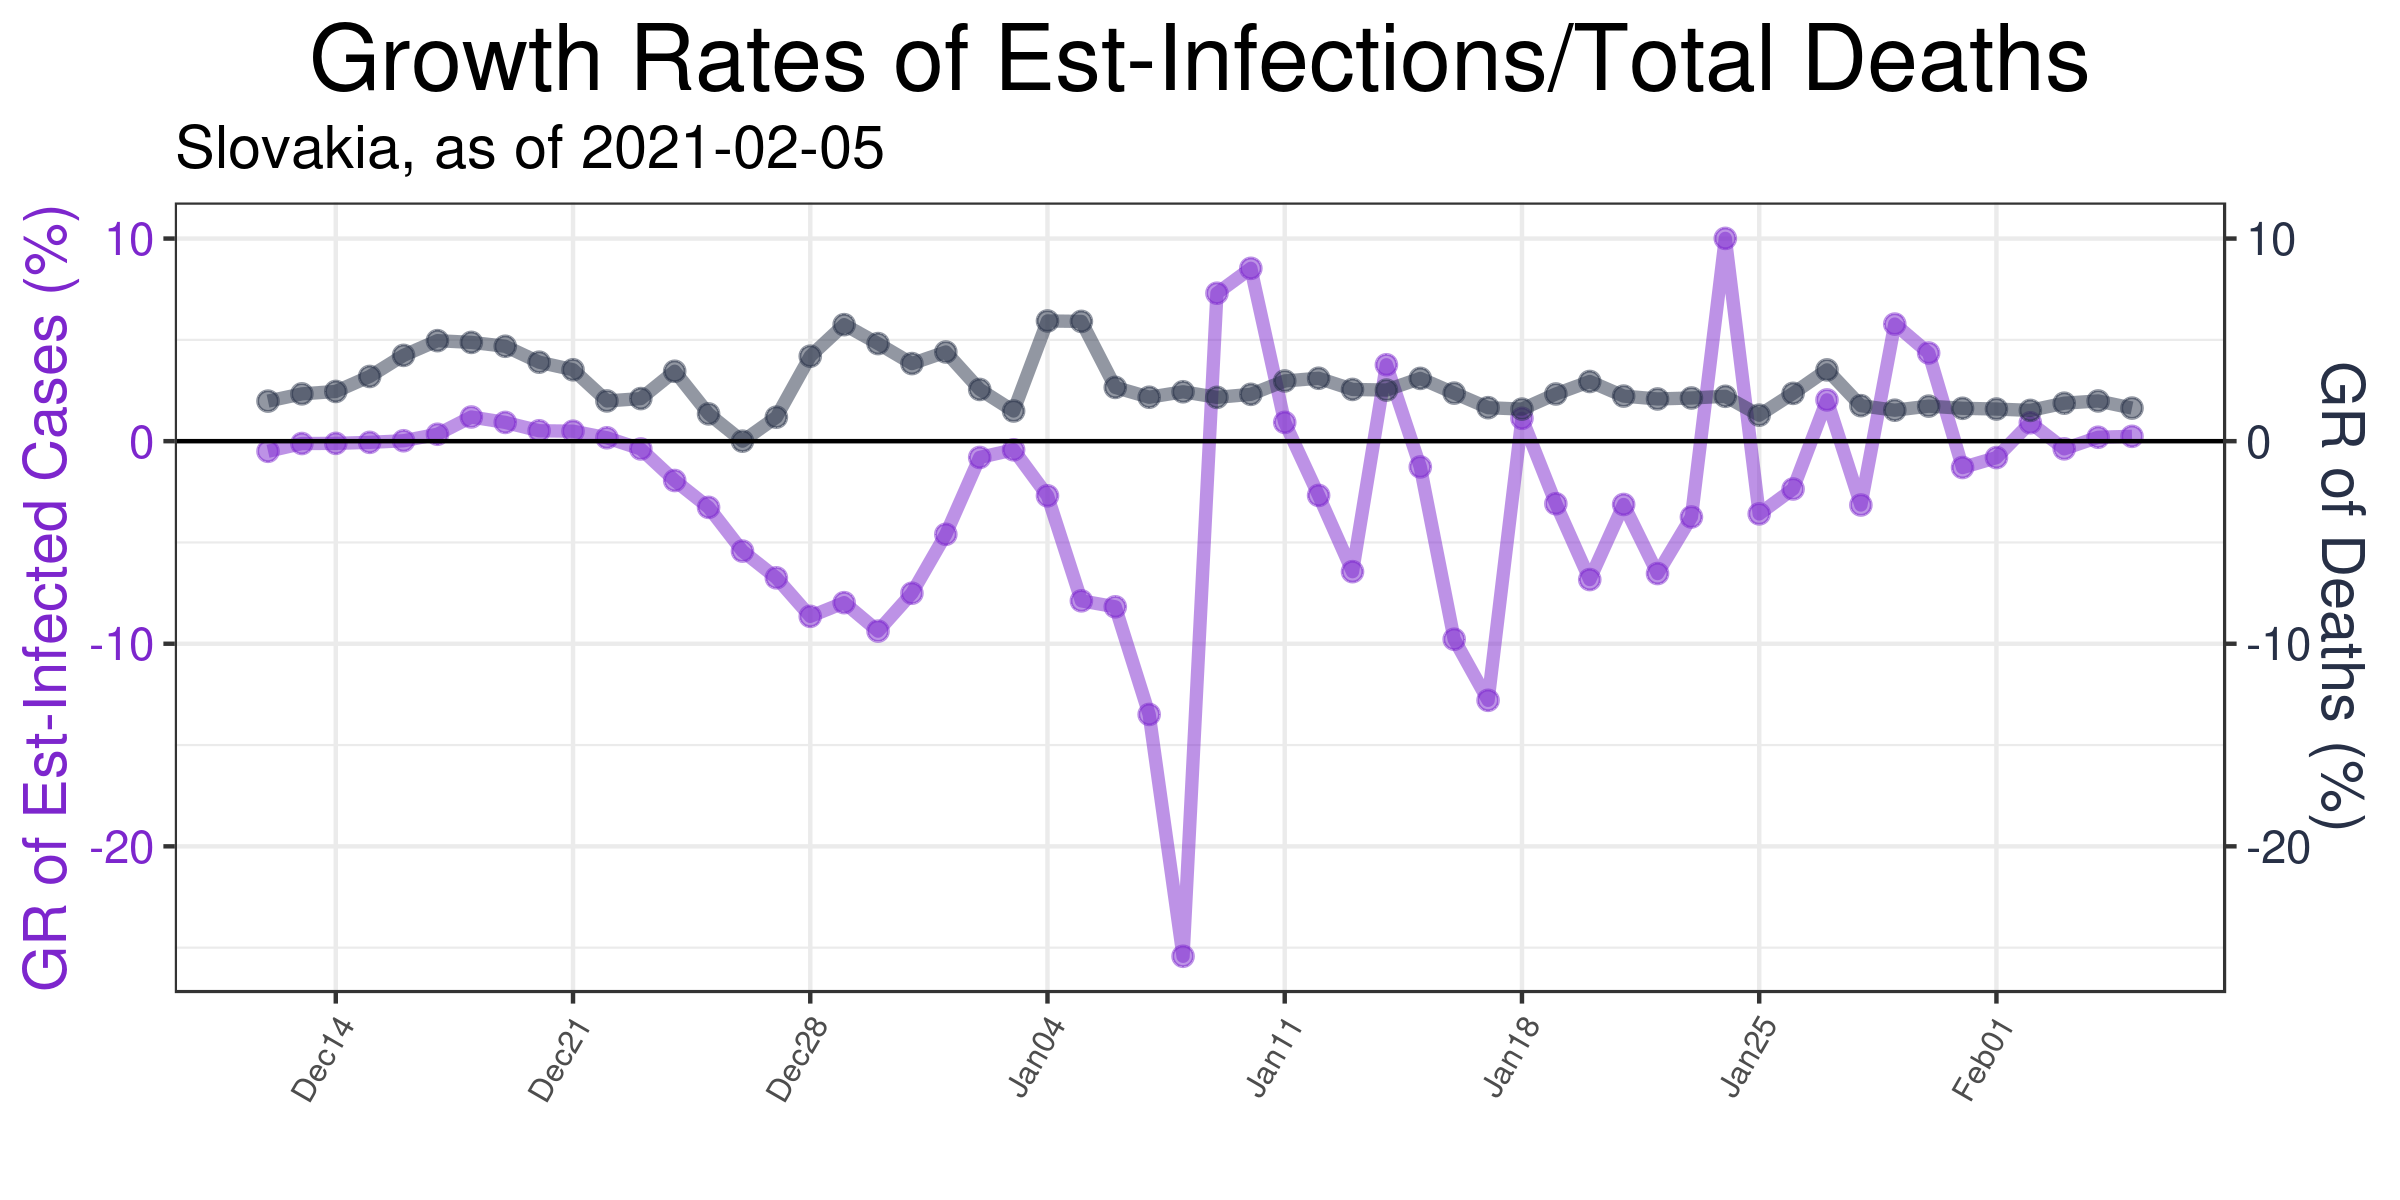 Growth Rates of Est-Infections/Total Deaths
Slovakia, as of 2021-02-05
GR of Est-Infected Cases (%)
10
0
-10
-20
10
0
-10
-20
GR of Deaths (%)
Dec14
Dec21
Dec28
Jan04
Jan11
Jan18
Jan25
Feb01